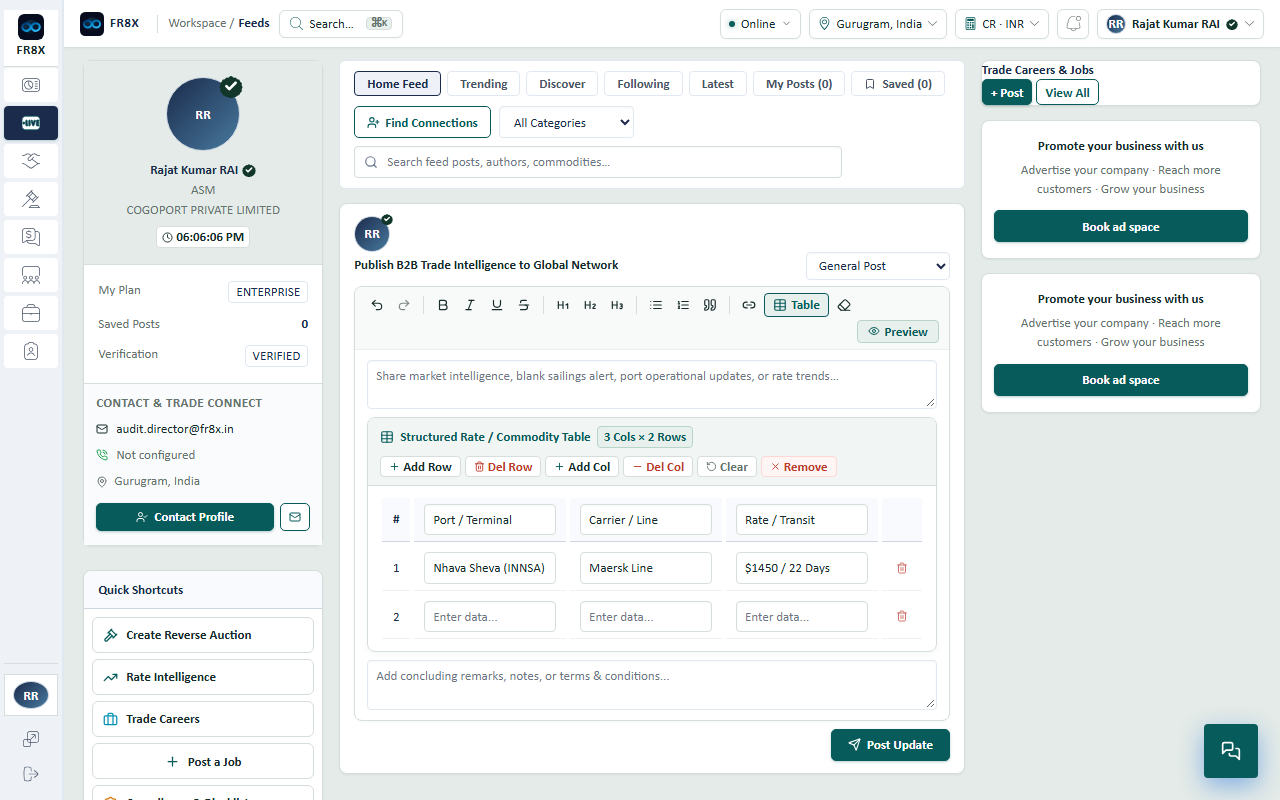 FR8X
FR8X
Workspace / Feeds
Search... ⌘K
Online
Gurugram, India
CR · INR
RR
Rajat Kumar RAI
LIVE
RR
RR
Rajat Kumar RAI
ASM
COGOPORT PRIVATE LIMITED
06:06:06 PM
My Plan
ENTERPRISE
Saved Posts
0
Verification
VERIFIED
CONTACT & TRADE CONNECT
audit.director@fr8x.in
Not configured
Gurugram, India
Contact Profile
Quick Shortcuts
Create Reverse Auction
Rate Intelligence
Trade Careers
Post a Job
Home Feed
Trending
Discover
Following
Latest
My Posts (0)
Saved (0)
Find Connections
All Categories
Search feed posts, authors, commodities...
RR
Publish B2B Trade Intelligence to Global Network
General Post
B I U S H1 H2 H3
Table
Preview
Share market intelligence, blank sailings alert, port operational updates, or rate trends...
Structured Rate / Commodity Table
3 Cols × 2 Rows
+ Add Row
Del Row
+ Add Col
− Del Col
Clear
× Remove
#
Port / Terminal
Carrier / Line
Rate / Transit
1
Nhava Sheva (INNSA)
Maersk Line
$1450 / 22 Days
2
Enter data...
Enter data...
Enter data...
Add concluding remarks, notes, or terms & conditions...
Post Update
Trade Careers & Jobs
+ Post
View All
Promote your business with us
Advertise your company · Reach more
customers · Grow your business
Book ad space
Promote your business with us
Advertise your company · Reach more
customers · Grow your business
Book ad space